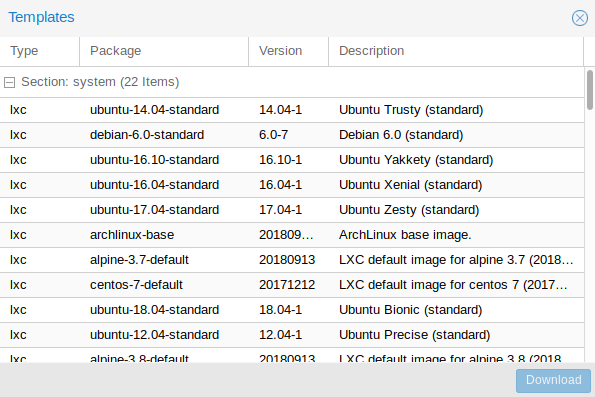 Templates
Type Package Version Description
Section: system (22 Items)
lxc ubuntu-14.04-standard 14.04-1 Ubuntu Trusty (standard)
lxc debian-6.0-standard 6.0-7 Debian 6.0 (standard)
lxc ubuntu-16.10-standard 16.10-1 Ubuntu Yakkety (standard)
lxc ubuntu-16.04-standard 16.04-1 Ubuntu Xenial (standard)
lxc ubuntu-17.04-standard 17.04-1 Ubuntu Zesty (standard)
lxc archlinux-base 201809… ArchLinux base image.
lxc alpine-3.7-default 20180913 LXC default image for alpine 3.7 (2018…
lxc centos-7-default 20171212 LXC default image for centos 7 (2017…
lxc ubuntu-18.04-standard 18.04-1 Ubuntu Bionic (standard)
lxc ubuntu-12.04-standard 12.04-1 Ubuntu Precise (standard)
lxc alpine-3.8-default 20180913 LXC default image for alpine 3.8 (2018
Download